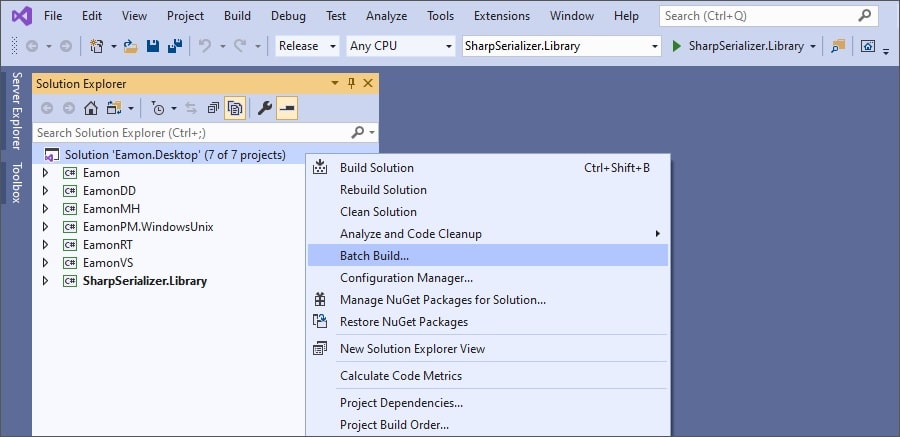 File Edit View Project Build Debug Test Analyze Tools Extensions Window Help Search (Ctrl+Q)
Release Any CPU SharpSerializer.Library SharpSerializer.Library
Server Explorer
Toolbox
Solution Explorer
Search Solution Explorer (Ctrl+;)
Solution 'Eamon.Desktop' (7 of 7 projects)
C# Eamon
C# EamonDD
C# EamonMH
C# EamonPM.WindowsUnix
C# EamonRT
C# EamonVS
C# SharpSerializer.Library
Build Solution Ctrl+Shift+B
Rebuild Solution
Clean Solution
Analyze and Code Cleanup
Batch Build...
Configuration Manager...
Manage NuGet Packages for Solution...
Restore NuGet Packages
New Solution Explorer View
Calculate Code Metrics
Project Dependencies...
Project Build Order...